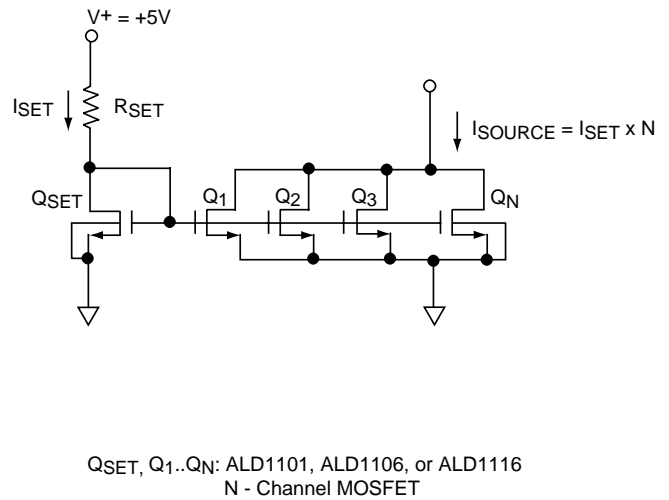 V+ = +5V
ISET
RSET
ISOURCE = ISET x N
QSET
Q1
Q2
Q3
QN
QSET, Q1..QN: ALD1101, ALD1106, or ALD1116
N - Channel MOSFET